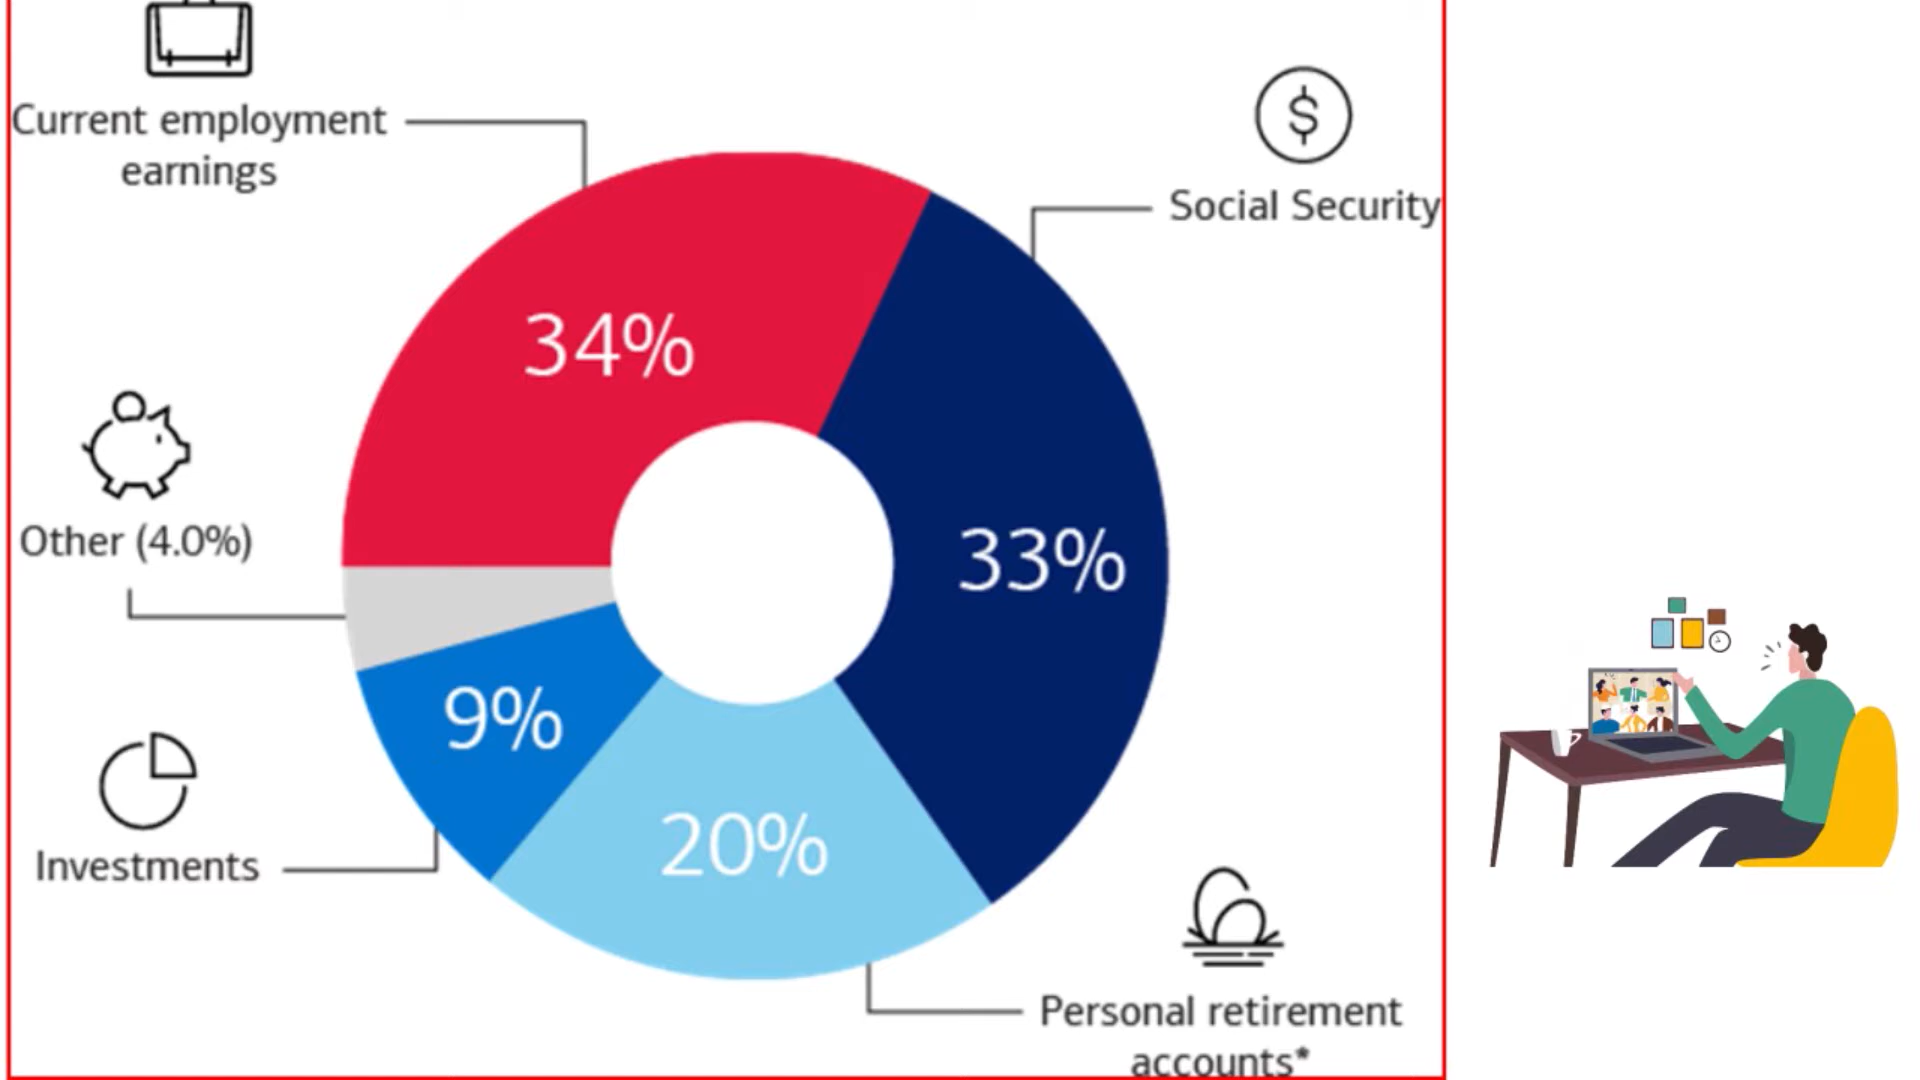 Current employment
earnings
$
Social Security
34%
33%
Other (4.0%)
9%
20%
Investments
Personal retirement
accounts*